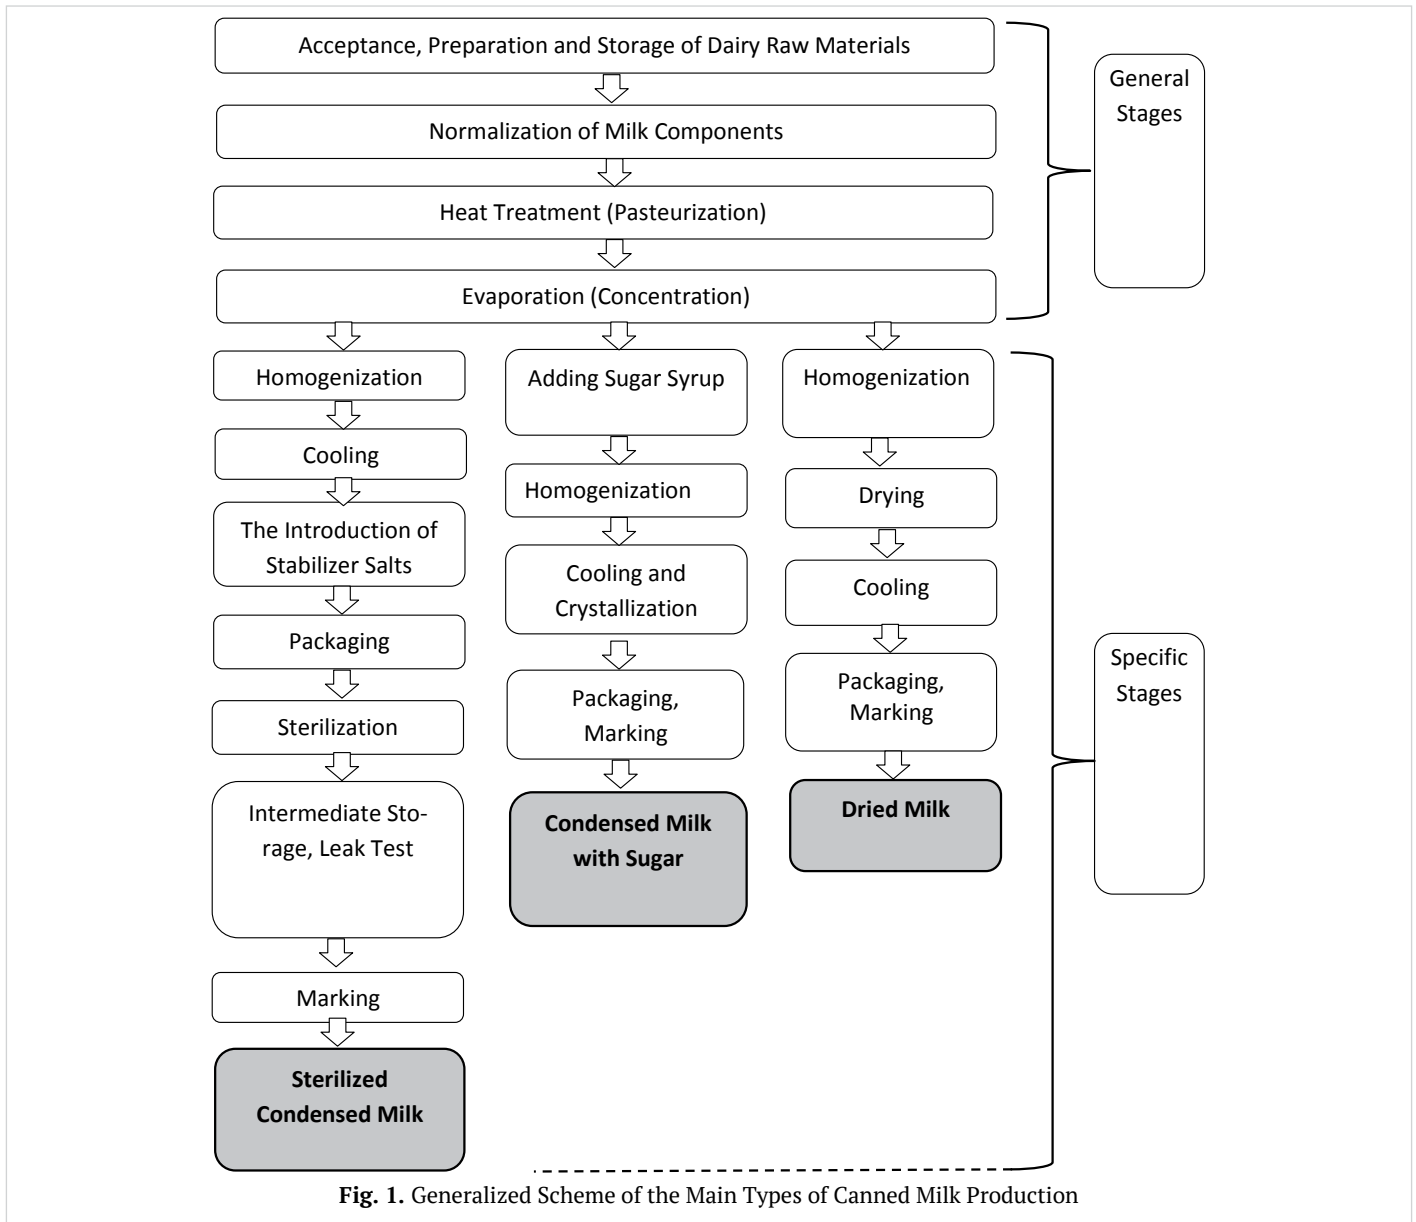 Acceptance, Preparation and Storage of Dairy Raw Materials
General
Stages
Normalization of Milk Components
Heat Treatment (Pasteurization)
Evaporation (Concentration)
Homogenization
Cooling
The Introduction of
Stabilizer Salts
Packaging
Sterilization
Intermediate Sto-
rage, Leak Test
Marking
Sterilized
Condensed Milk
Adding Sugar Syrup
Homogenization
Cooling and
Crystallization
Packaging,
Marking
Condensed Milk
with Sugar
Homogenization
Drying
Cooling
Packaging,
Marking
Dried Milk
Specific
Stages
Fig. 1. Generalized Scheme of the Main Types of Canned Milk Production